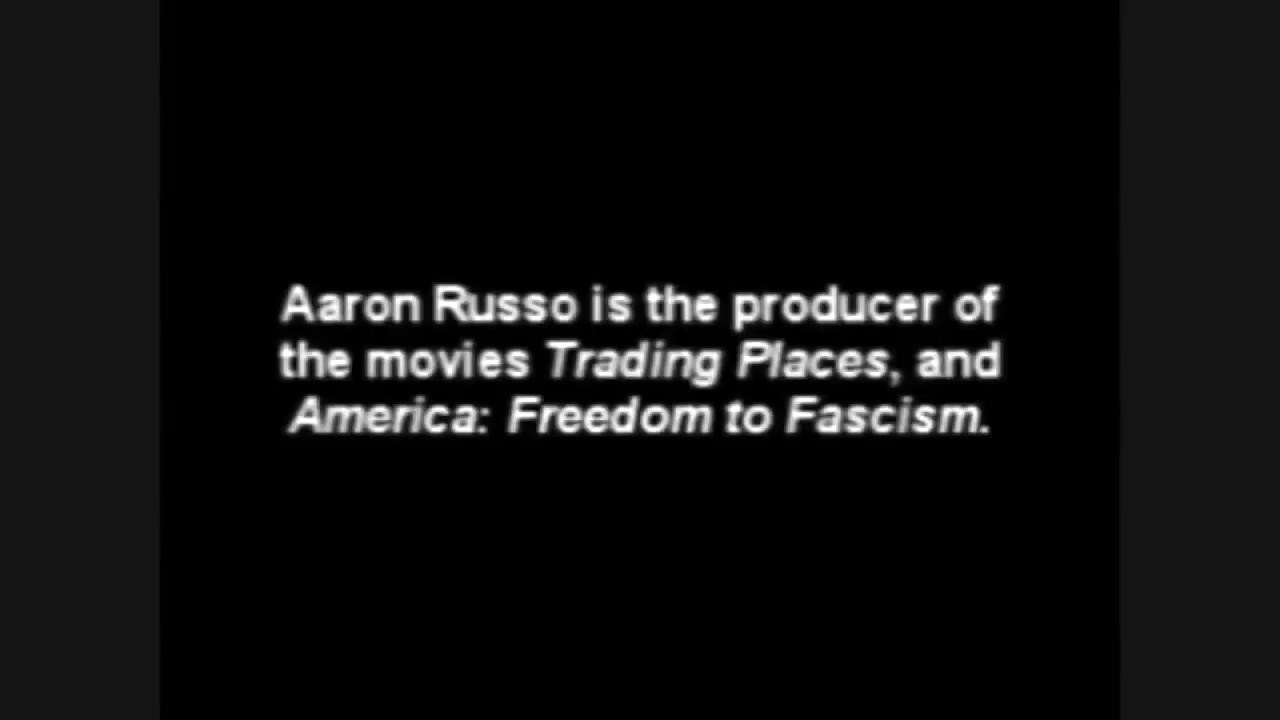 Aaron Russo is the producer of
the movies Trading Places, and
America: Freedom to Fascism.